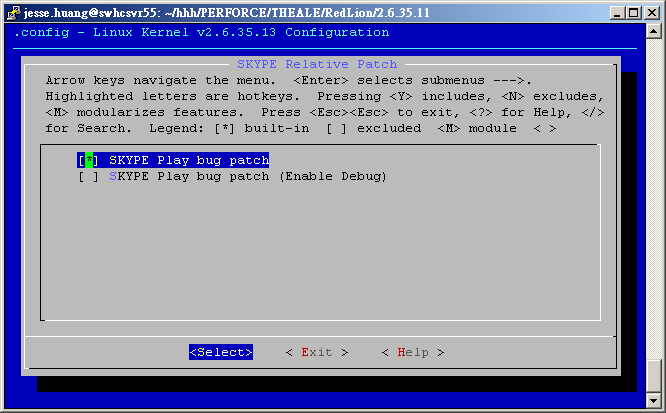 jesse.huang@swhcsvr55: ~/hhh/PERFORCE/THEALE/RedLion/2.6.35.11
.config - Linux Kernel v2.6.35.13 Configuration
SKYPE Relative Patch
Arrow keys navigate the menu.  <Enter> selects submenus --->.
Highlighted letters are hotkeys.  Pressing <Y> includes, <N> excludes,
<M> modularizes features.  Press <Esc><Esc> to exit, <?> for Help, </>
for Search.  Legend: [*] built-in  [ ] excluded  <M> module  < >
[*] SKYPE Play bug patch
[ ] SKYPE Play bug patch (Enable Debug)
<Select>    < Exit >    < Help >